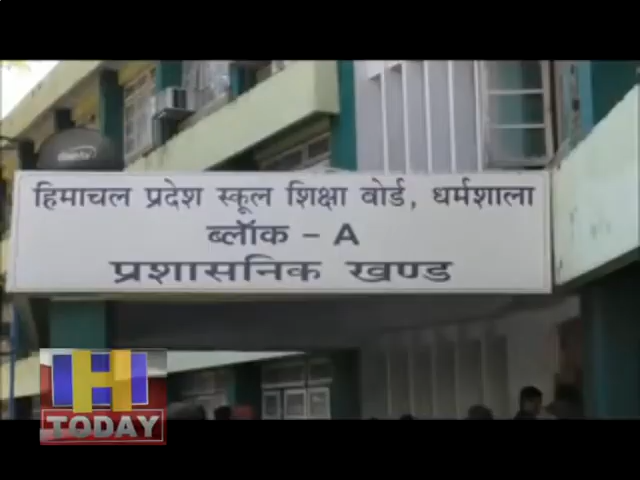 हिमाचल प्रदेश स्कूल शिक्षा वोर्ड, धर्मशाला
ब्लॉक – A
प्रशासनिक खण्ड
H
TODAY